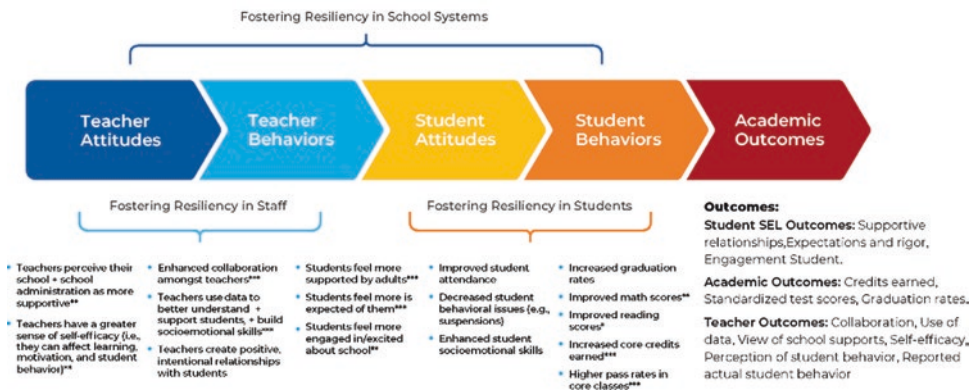 Fostering Resiliency in School Systems
Teacher
Attitudes
Teacher
Behaviors
Student
Attitudes
Student
Behaviors
Academic
Outcomes
Fostering Resiliency in Staff
Fostering Resiliency in Students
• Teachers perceive their
school + school
administration as more
supportive**
• Teachers have a greater
sense of self-efficacy (i.e.,
they can affect learning,
motivation, and student
behavior)**
• Enhanced collaboration
amongst teachers***
• Teachers use data to
better understand +
support students, + build
socioemotional skills***
• Teachers create positive,
intentional relationships
with students
• Students feel more
supported by adults***
• Students feel more is
expected of them***
• Students feel more
engaged in/excited
about school**
• Improved student
attendance
• Decreased student
behavioral issues (e.g.,
suspensions)
• Enhanced student
socioemotional skills
• Increased graduation
rates
• Improved math scores**
• Improved reading
scores*
• Increased core credits
earned***
• Higher pass rates in
core classes***
Outcomes:
Student SEL Outcomes: Supportive
relationships,Expectations and rigor,
Engagement Student.
Academic Outcomes: Credits earned,
Standardized test scores, Graduation rates.
Teacher Outcomes: Collaboration, Use of
data, View of school supports, Self-efficacy,
Perception of student behavior, Reported
actual student behavior